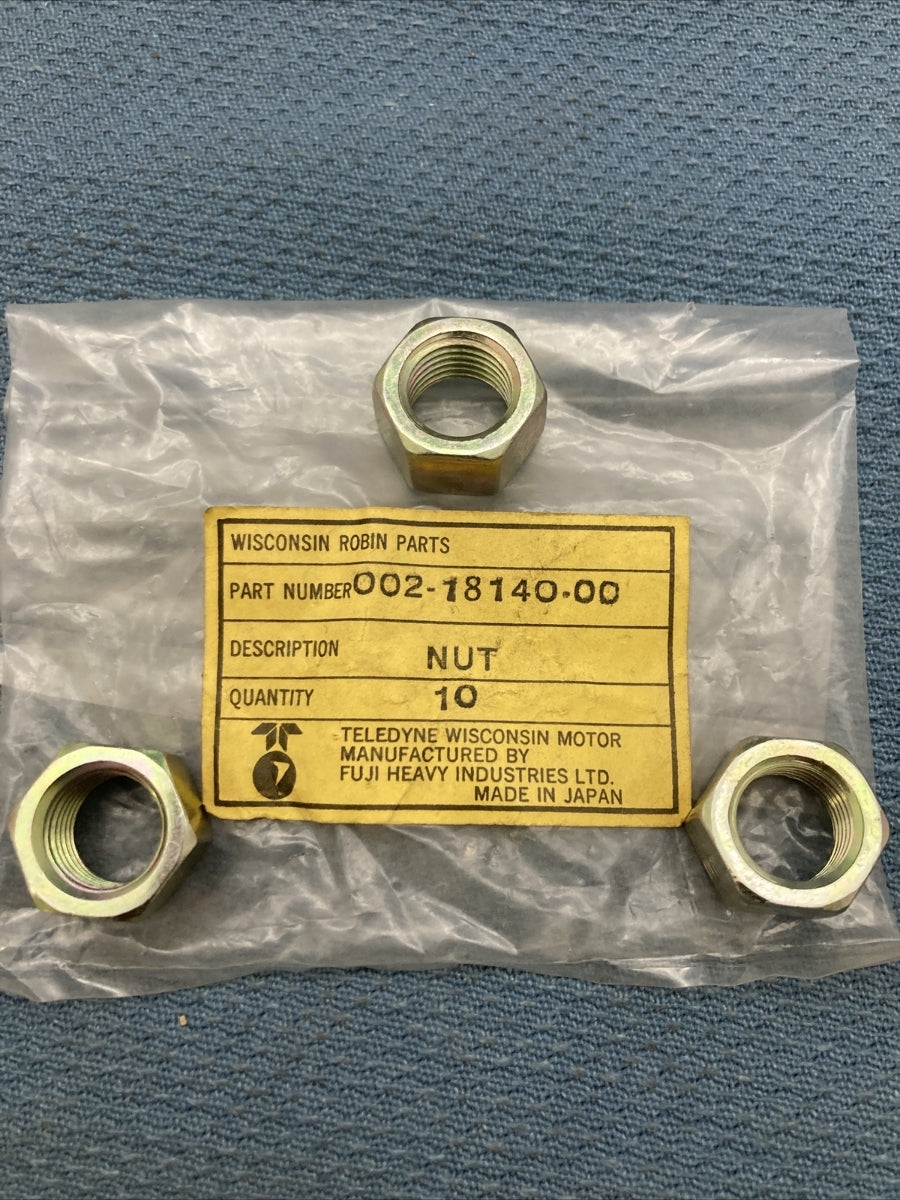 WISCONSIN ROBIN PARTS
PART NUMBER 002-18140-00
DESCRIPTION NUT
QUANTITY 10
TELEDYNE WISCONSIN MOTOR
MANUFACTURED BY
FUJI HEAVY INDUSTRIES LTD.
MADE IN JAPAN